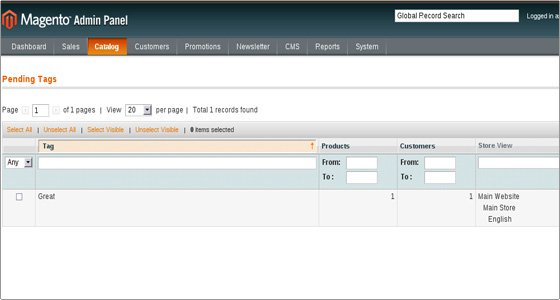 Magento Admin Panel
Global Record Search
Logged in a
Dashboard Sales Catalog Customers Promotions Newsletter CMS Reports System
Pending Tags
Page 1 of 1 pages | View 20 per page | Total 1 records found
Select All | Unselect All | Select Visible | Unselect Visible | 0 items selected
Tag Products Customers Store View
Any From: From:
To : To :
Great 1 1 Main Website
Main Store
English